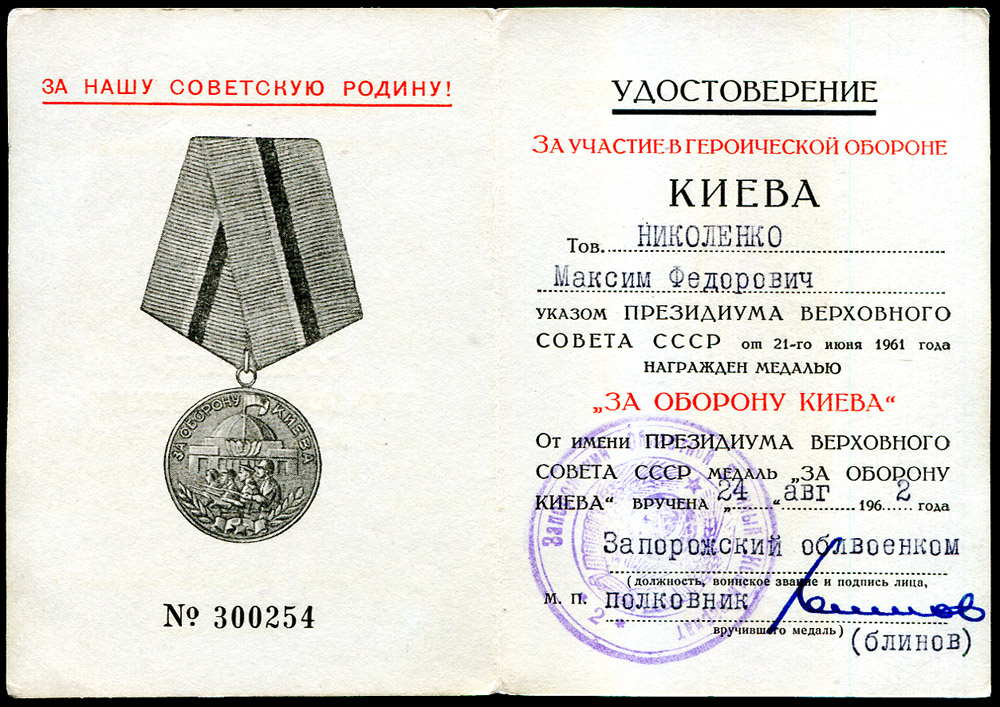 ЗА НАШУ СОВЕТСКУЮ РОДИНУ!
ЗА ОБОРОНУ КИЕВА
№ 300254
УДОСТОВЕРЕНИЕ
ЗА УЧАСТИЕ В ГЕРОИЧЕСКОЙ ОБОРОНЕ
КИЕВА
Тов. НИКОЛЕНКО
Максим Федорович
УКАЗОМ ПРЕЗИДИУМА ВЕРХОВНОГО
СОВЕТА СССР от 21-го июня 1961 года
НАГРАЖДЕН МЕДАЛЬЮ
„ЗА ОБОРОНУ КИЕВА“
От имени ПРЕЗИДИУМА ВЕРХОВНОГО
СОВЕТА СССР МЕДАЛЬ „ЗА ОБОРОНУ
КИЕВА“ ВРУЧЕНА „24“ авг 1962 года
Запорожский облвоенком
(должность, воинское звание и подпись лица,
М. П. полковник
вручившего медаль)
(блинов)
Запорожский
* 2 *